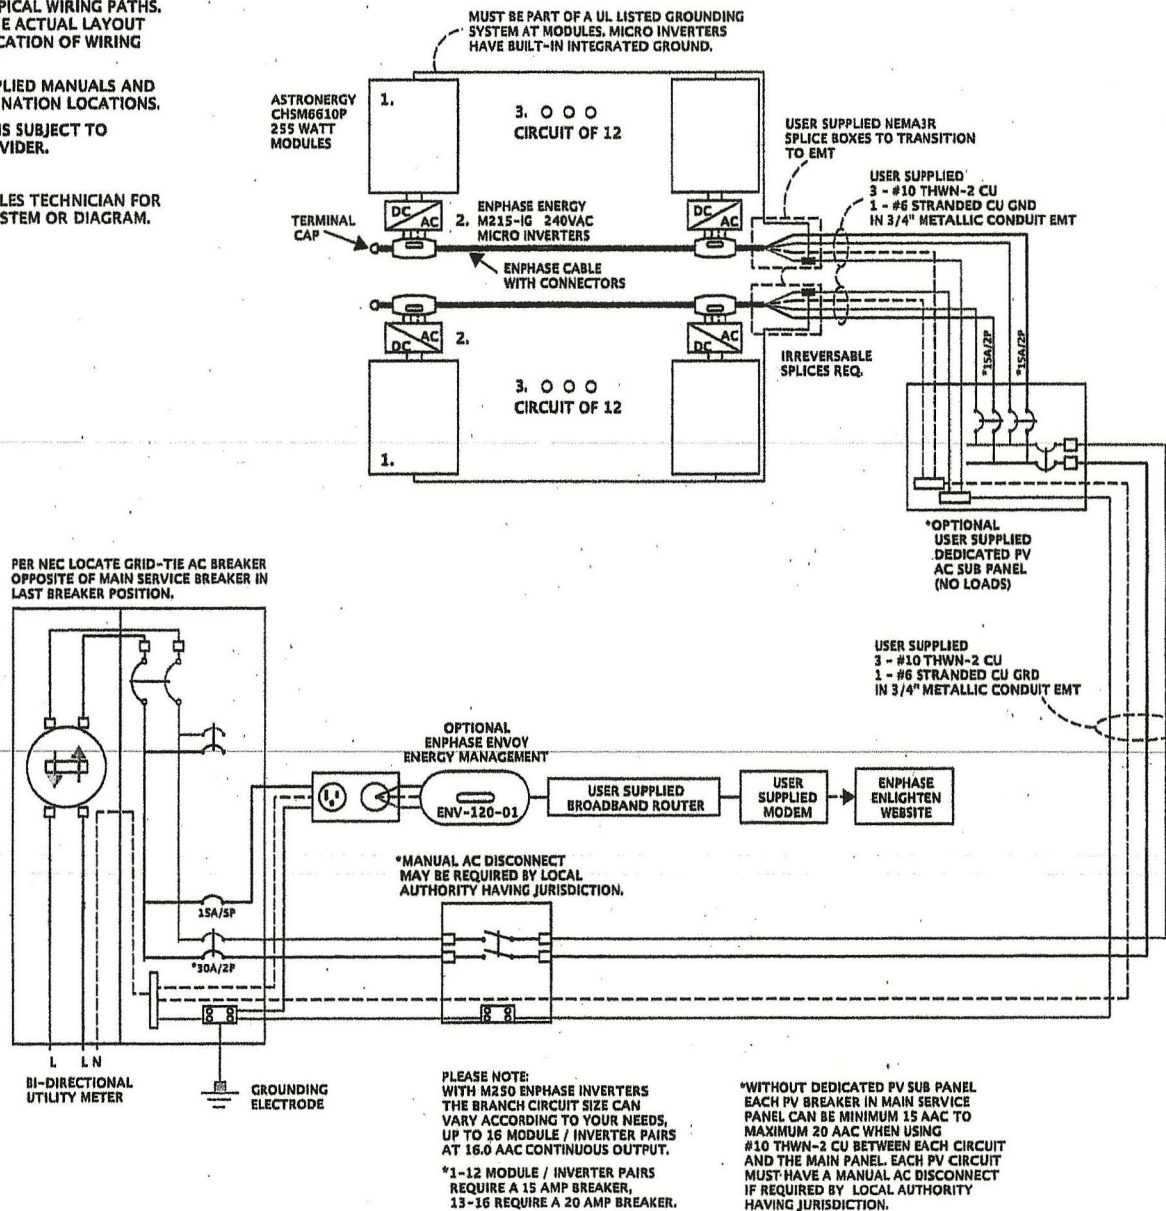 PICAL WIRING PATHS.
E ACTUAL LAYOUT
CATION OF WIRING
PLIED MANUALS AND
NATION LOCATIONS.
IS SUBJECT TO
VIDER.
LES TECHNICIAN FOR
STEM OR DIAGRAM.
MUST BE PART OF A UL LISTED GROUNDING
SYSTEM AT MODULES. MICRO INVERTERS
HAVE BUILT-IN INTEGRATED GROUND.
ASTRONERGY
CHSM6610P
255 WATT
MODULES
1.
3. O O O
CIRCUIT OF 12
USER SUPPLIED NEMA3R
SPLICE BOXES TO TRANSITION
TO EMT
USER SUPPLIED
3 - #10 THWN-2 CU
1 - #6 STRANDED CU GND
IN 3/4" METALLIC CONDUIT EMT
TERMINAL
CAP
DC AC
2. ENPHASE ENERGY
M215-IG 240VAC
MICRO INVERTERS
DC AC
ENPHASE CABLE
WITH CONNECTORS
DC AC
2.
DC AC
IRREVERSABLE
SPLICES REQ.
*15A/2P
*15A/2P
3. O O O
CIRCUIT OF 12
1.
*OPTIONAL
USER SUPPLIED
DEDICATED PV
AC SUB PANEL
(NO LOADS)
PER NEC LOCATE GRID-TIE AC BREAKER
OPPOSITE OF MAIN SERVICE BREAKER IN
LAST BREAKER POSITION.
USER SUPPLIED
3 - #10 THWN-2 CU
1 - #6 STRANDED CU GRD
IN 3/4" METALLIC CONDUIT EMT
OPTIONAL
ENPHASE ENVOY
ENERGY MANAGEMENT
ENV-120-01
USER SUPPLIED
BROADBAND ROUTER
USER
SUPPLIED
MODEM
ENPHASE
ENLIGHTEN
WEBSITE
*MANUAL AC DISCONNECT
MAY BE REQUIRED BY LOCAL
AUTHORITY HAVING JURISDICTION.
15A/SP
*30A/2P
L L N
BI-DIRECTIONAL
UTILITY METER
GROUNDING
ELECTRODE
PLEASE NOTE:
WITH M250 ENPHASE INVERTERS
THE BRANCH CIRCUIT SIZE CAN
VARY ACCORDING TO YOUR NEEDS,
UP TO 16 MODULE / INVERTER PAIRS
AT 16.0 AAC CONTINUOUS OUTPUT.
*1-12 MODULE / INVERTER PAIRS
REQUIRE A 15 AMP BREAKER,
13-16 REQUIRE A 20 AMP BREAKER.
*WITHOUT DEDICATED PV SUB PANEL
EACH PV BREAKER IN MAIN SERVICE
PANEL CAN BE MINIMUM 15 AAC TO
MAXIMUM 20 AAC WHEN USING
#10 THWN-2 CU BETWEEN EACH CIRCUIT
AND THE MAIN PANEL. EACH PV CIRCUIT
MUST HAVE A MANUAL AC DISCONNECT
IF REQUIRED BY LOCAL AUTHORITY
HAVING JURISDICTION.